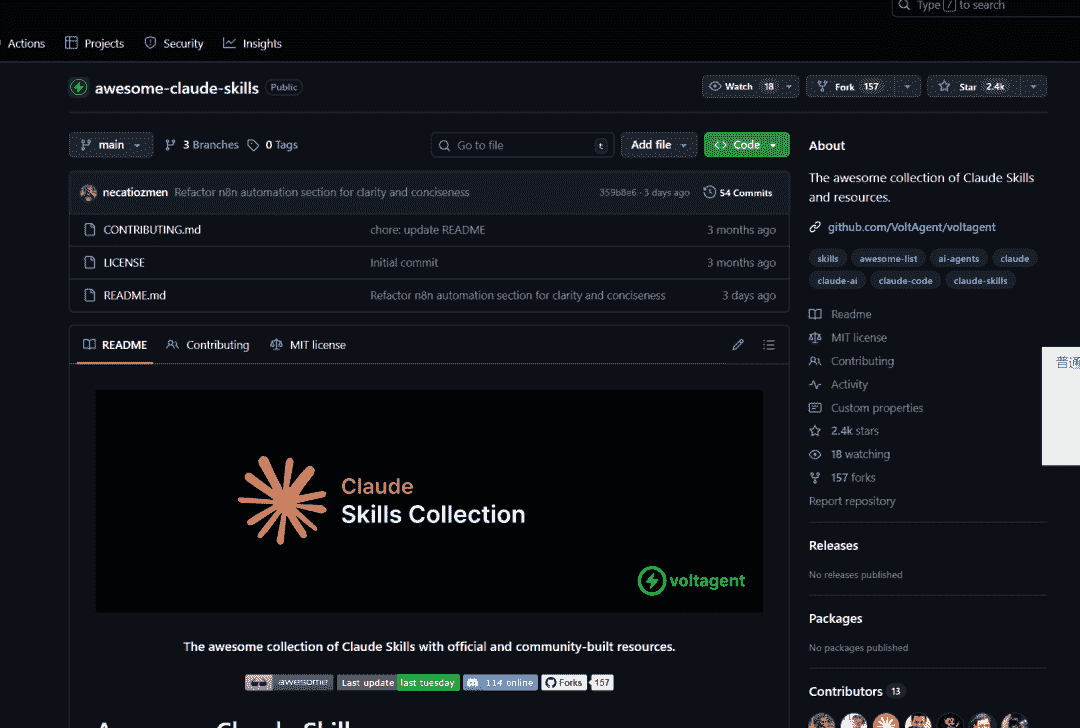 Type / to search
Actions Projects Security Insights
awesome-claude-skills Public
Watch 18 Fork 157 Star 2.4k
main 3 Branches 0 Tags Go to file t Add file Code
necatiozmen Refactor n8n automation section for clarity and conciseness 359b8e6 · 3 days ago 54 Commits
CONTRIBUTING.md chore: update README 3 months ago
LICENSE Initial commit 3 months ago
README.md Refactor n8n automation section for clarity and conciseness 3 days ago
README Contributing MIT license
Claude
Skills Collection
voltagent
The awesome collection of Claude Skills with official and community-built resources.
awesome Last update last tuesday 114 online Forks 157
About
The awesome collection of Claude Skills
and resources.
github.com/VoltAgent/voltagent
skills awesome-list ai-agents claude
claude-ai claude-code claude-skills
Readme
MIT license
Contributing
Activity
Custom properties
2.4k stars
18 watching
157 forks
Report repository
Releases
No releases published
Packages
No packages published
Contributors 13
普通